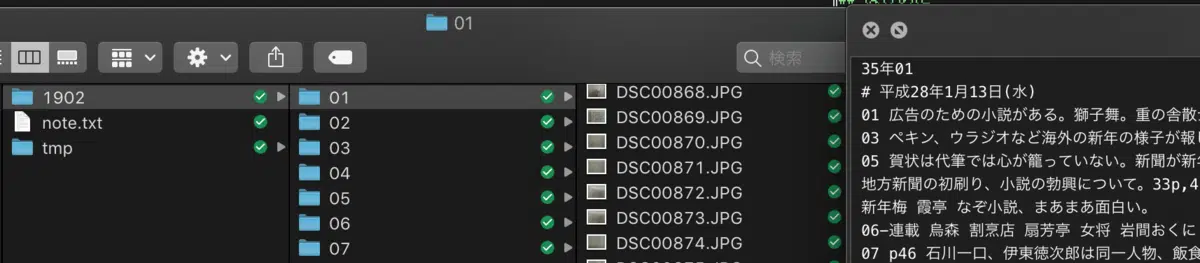 01
検索
1902
note.txt
tmp
01
02
03
04
05
06
07
DSC00868.JPG
DSC00869.JPG
DSC00870.JPG
DSC00871.JPG
DSC00872.JPG
DSC00873.JPG
DSC00874.JPG
35年01
# 平成28年1月13日(水)
01 広告のための小説がある。獅子舞。重の舎散
03 ペキン、ウラジオなど海外の新年の様子が報
05 賀状は代筆では心が籠っていない。新聞が新
地方新聞の初刷り、小説の勃興について。33p,4
新年梅 霞亭 なぞ小説、まあまあ面白い。
06-連載 烏森 割烹店 扇芳亭 女将 岩間おくに
07 p46 石川一口、伊東徳次郎は同一人物、飯食